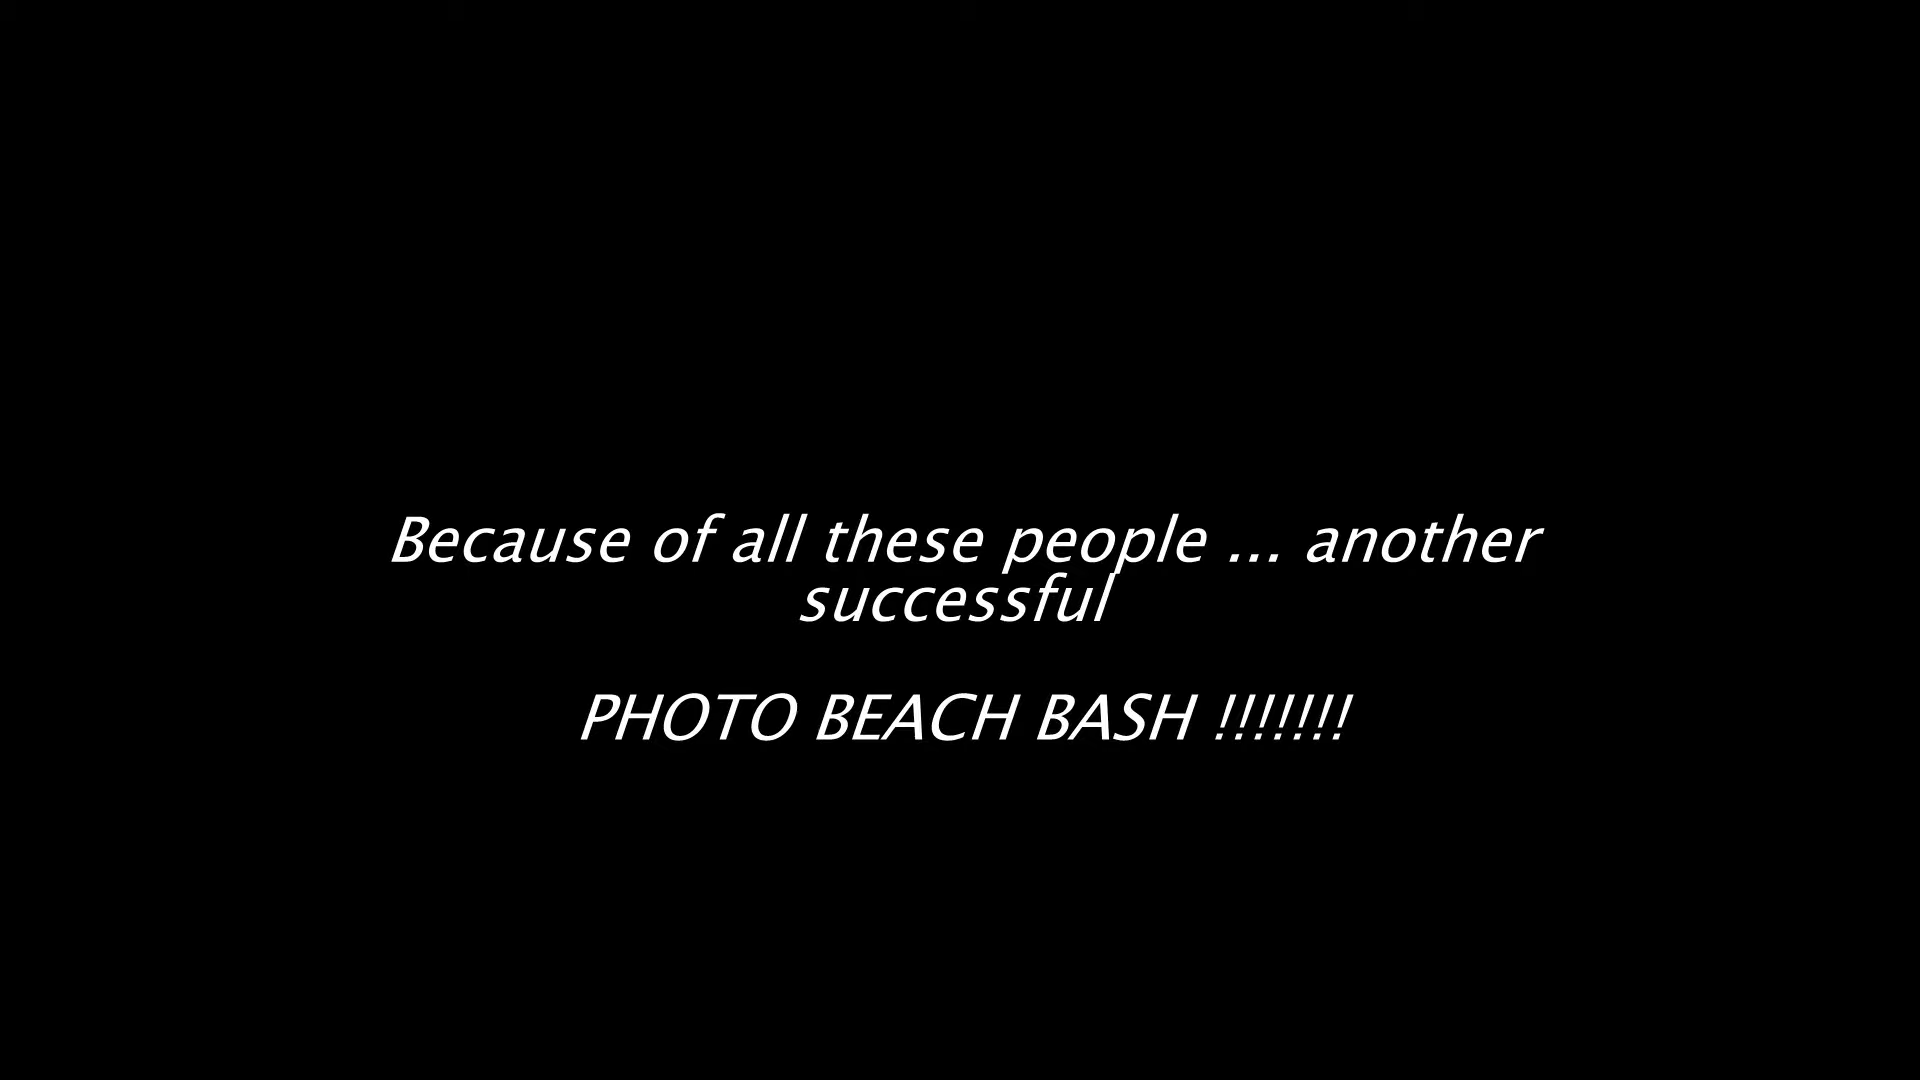 Because of all these people ... another
successful
PHOTO BEACH BASH !!!!!!!